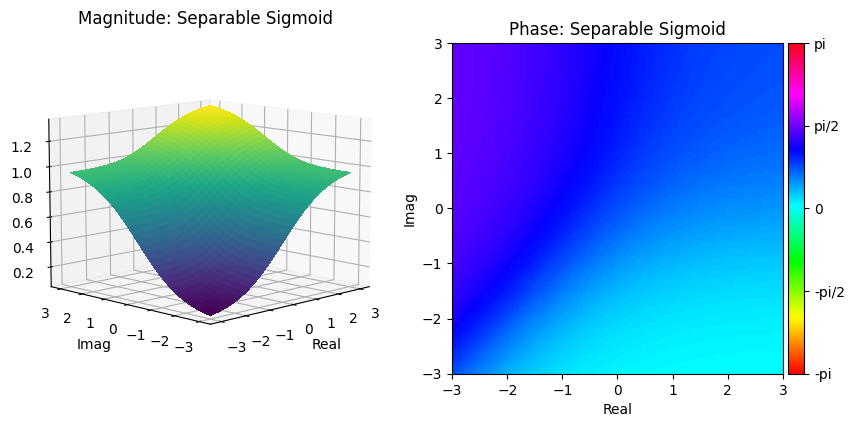 Magnitude: Separable Sigmoid
1.2
1.0
0.8
0.6
0.4
0.2
3 2 1 0 −1 −2 −3
Imag
−3 −2 −1 0 1 2 3
Real
Phase: Separable Sigmoid
3
2
1
0
−1
−2
−3
Imag
−3 −2 −1 0 1 2 3
Real
pi
pi/2
0
-pi/2
-pi